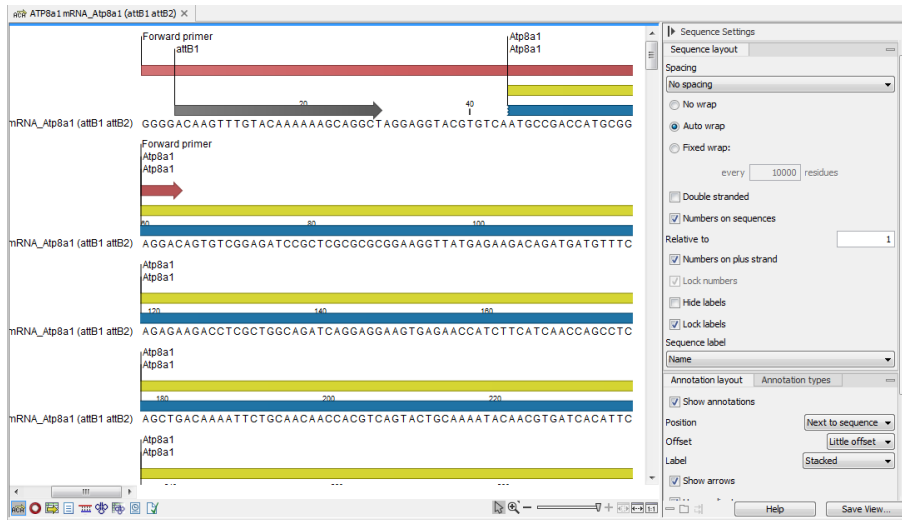 ATP8a1 mRNA_Atp8a1 (attB1 attB2)
Forward primer
Atp8a1
attB1
Atp8a1
20
40
mRNA_Atp8a1 (attB1 attB2) GGGGACAAGTTTGTACAAAAAAGCAGGCTAGGAGGTACGTGTCAATGCCGACCATGCGG
Forward primer
Atp8a1
Atp8a1
60 80 100
mRNA_Atp8a1 (attB1 attB2) AGGACAGTGTCGGAGATCCGCTCGCGCGCGGAAGGTTATGAGAAGACAGATGATGTTTC
Atp8a1
Atp8a1
120 140 160
mRNA_Atp8a1 (attB1 attB2) AGAGAAGACCTCGCTGGCAGATCAGGAGGAAGTGAGAACCATCTTCATCAACCAGCCTC
Atp8a1
Atp8a1
180 200 220
mRNA_Atp8a1 (attB1 attB2) AGCTGACAAAATTCTGCAACAACCACGTCAGTACTGCAAAATACAACGTGATCACATTC
Atp8a1
Atp8a1
Sequence Settings
Sequence layout
Spacing
No spacing
No wrap
Auto wrap
Fixed wrap:
every 10000 residues
Double stranded
Numbers on sequences
Relative to 1
Numbers on plus strand
Lock numbers
Hide labels
Lock labels
Sequence label
Name
Annotation layout Annotation types
Show annotations
Position Next to sequence
Offset Little offset
Label Stacked
Show arrows
Help Save View...